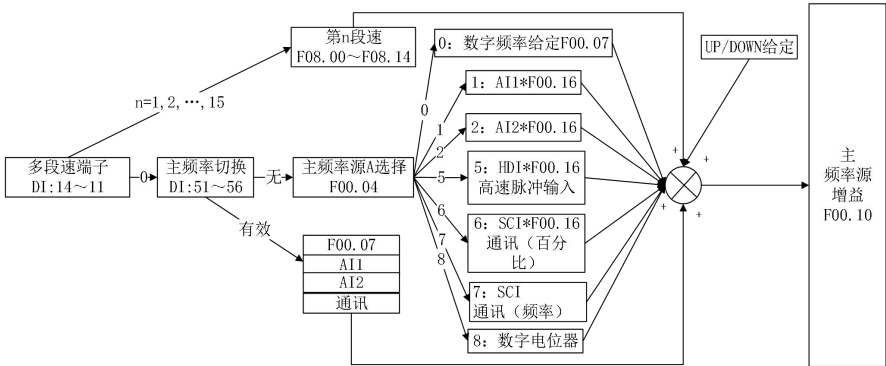 第n段速
F08.00～F08.14
0: 数字频率给定F00.07
UP/DOWN给定
n=1,2,…,15
0
1: AI1*F00.16
1
2: AI2*F00.16
2
+
+
多段速端子
DI:14～11
0
主频率切换
DI:51～56
无
主频率源A选择
F00.04
5
5: HDI*F00.16
高速脉冲输入
主
频率源
增益
F00.10
有效
6
6: SCI*F00.16
通讯（百分
比）
+
+
F00.07
AI1
AI2
通讯
7
8
7: SCI
通讯（频率）
8: 数字电位器